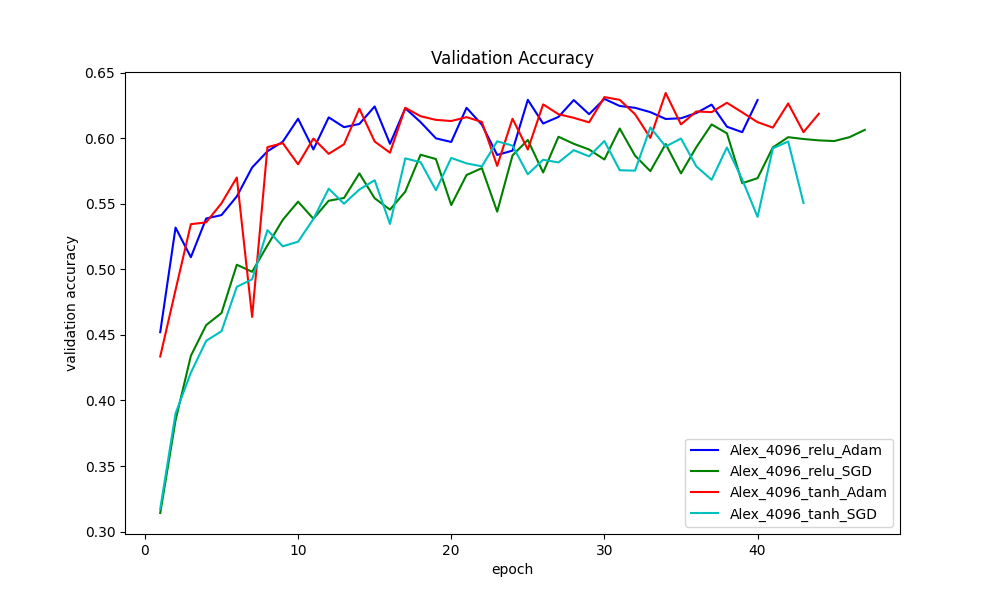 Validation Accuracy
0.65
0.60
0.55
0.50
0.45
0.40
0.35
0.30
validation accuracy
0 10 20 30 40
epoch
Alex_4096_relu_Adam
Alex_4096_relu_SGD
Alex_4096_tanh_Adam
Alex_4096_tanh_SGD